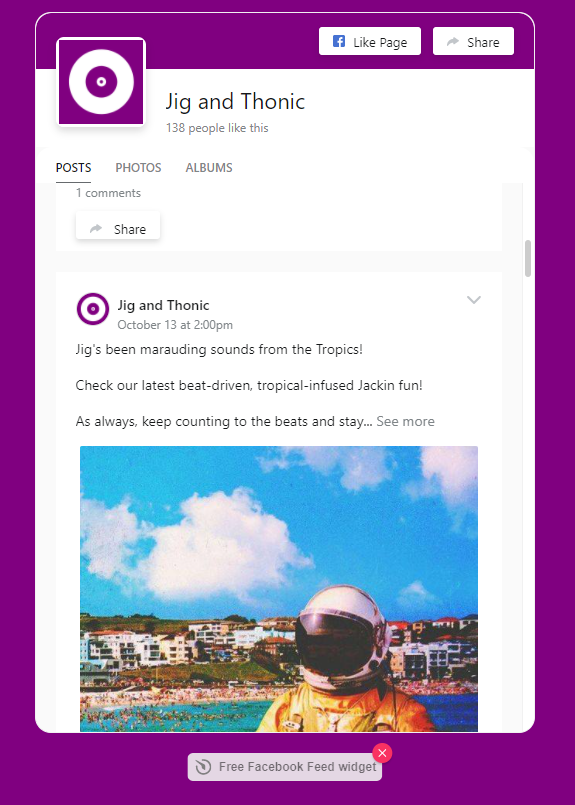 Like Page
Share
Jig and Thonic
138 people like this
POSTS PHOTOS ALBUMS
1 comments
Share
Jig and Thonic
October 13 at 2:00pm
Jig's been marauding sounds from the Tropics!
Check our latest beat-driven, tropical-infused Jackin fun!
As always, keep counting to the beats and stay... See more
Free Facebook Feed widget